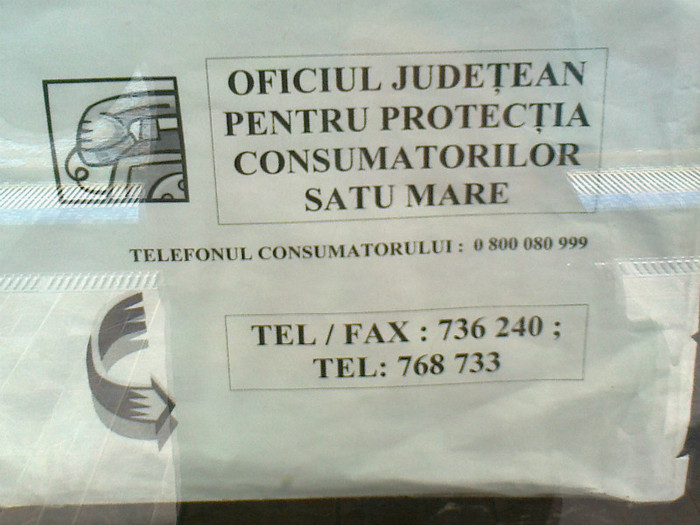 OFICIUL JUDEȚEAN
PENTRU PROTECȚIA
CONSUMATORILOR
SATU MARE
TELEFONUL CONSUMATORULUI : 0 800 080 999
TEL / FAX : 736 240 ;
TEL: 768 733